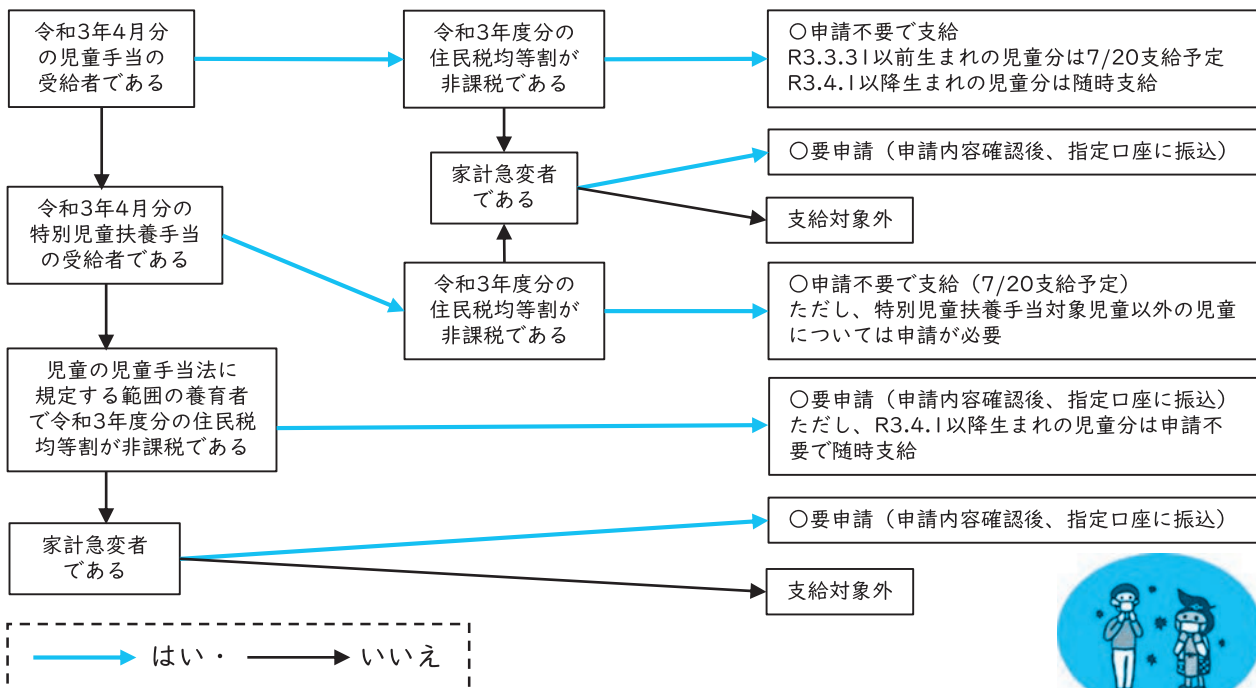 令和3年4月分
の児童手当の
受給者である
令和3年度分の
住民税均等割が
非課税である
○申請不要で支給
R3.3.31以前生まれの児童分は7/20支給予定
R3.4.1以降生まれの児童分は随時支給
家計急変者
である
○要申請（申請内容確認後、指定口座に振込）
支給対象外
令和3年4月分の
特別児童扶養手当
の受給者である
令和3年度分の
住民税均等割が
非課税である
○申請不要で支給（7/20支給予定）
ただし、特別児童扶養手当対象児童以外の児童
については申請が必要
児童の児童手当法に
規定する範囲の養育者
で令和3年度分の住民税
均等割が非課税である
○要申請（申請内容確認後、指定口座に振込）
ただし、R3.4.1以降生まれの児童分は申請不
要で随時支給
家計急変者
である
○要申請（申請内容確認後、指定口座に振込）
支給対象外
はい・ いいえ